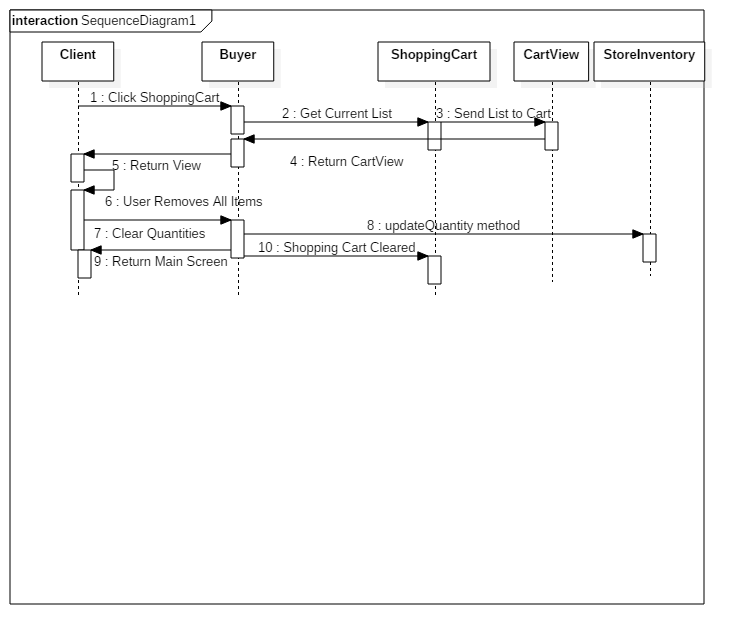 interaction SequenceDiagram1
Client
Buyer
ShoppingCart
CartView
StoreInventory
1 : Click ShoppingCart
2 : Get Current List
3 : Send List to Cart
4 : Return CartView
5 : Return View
6 : User Removes All Items
7 : Clear Quantities
8 : updateQuantity method
10 : Shopping Cart Cleared
9 : Return Main Screen